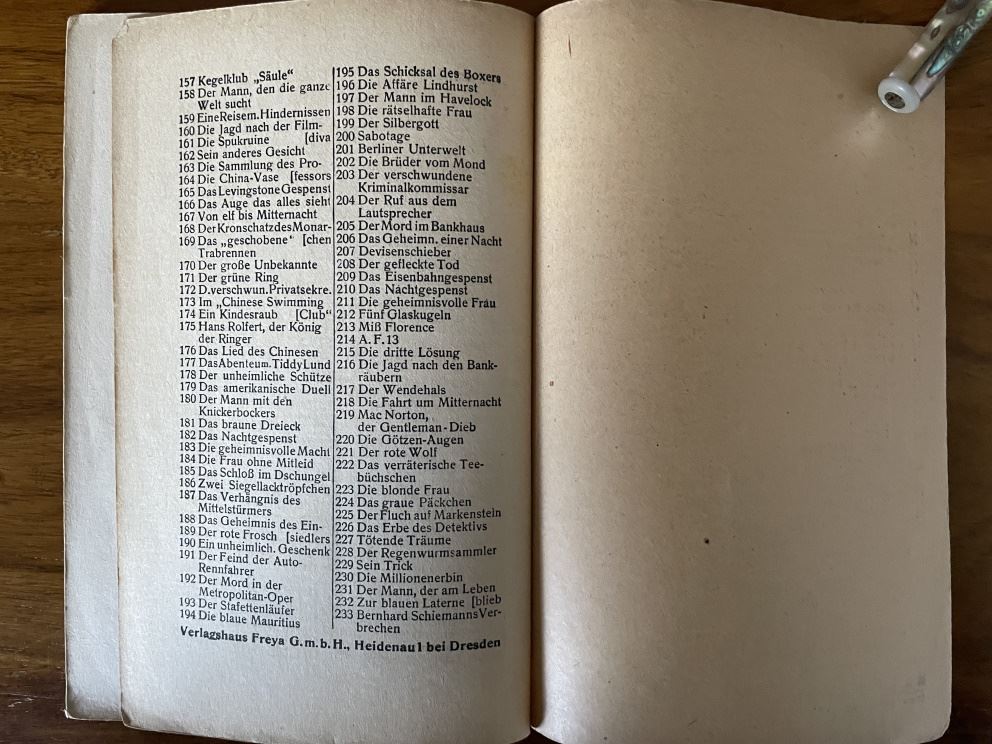 157 Kegelklub „Säule“
158 Der Mann, den die ganze
Welt sucht
159 Eine Reise m. Hindernissen
160 Die Jagd nach der Film-
161 Die Spukruine [diva
162 Sein anderes Gesicht
163 Die Sammlung des Pro-
164 Die China-Vase [fessors
165 Das Levingstone Gespenst
166 Das Auge das alles sieht
167 Von elf bis Mitternacht
168 Der Kronschatz des Monar-
169 Das „geschobene“ [chen
Trabrennen
170 Der große Unbekannte
171 Der grüne Ring
172 D. verschwun. Privatsekre.
173 Im „Chinese Swimming
174 Ein Kindesraub [Club“
175 Hans Rolfert, der König
der Ringer
176 Das Lied des Chinesen
177 Das Abenteum. Tiddy Lund
178 Der unheimliche Schütze
179 Das amerikanische Duell
180 Der Mann mit den
Knickerbockers
181 Das braune Dreieck
182 Das Nachtgespenst
183 Die geheimnisvolle Macht
184 Die Frau ohne Mitleid
185 Das Schloß im Dschungel
186 Zwei Siegellacktröpfchen
187 Das Verhängnis des
Mittelstürmers
188 Das Geheimnis des Ein-
189 Der rote Frosch [siedlers
190 Ein unheimlich. Geschenk
191 Der Feind der Auto-
Rennfahrer
192 Der Mord in der
Metropolitan-Oper
193 Der Stafettenläufer
194 Die blaue Mauritius
195 Das Schicksal des Boxers
196 Die Affäre Lindhurst
197 Der Mann im Havelock
198 Die rätselhafte Frau
199 Der Silbergott
200 Sabotage
201 Berliner Unterwelt
202 Die Brüder vom Mond
203 Der verschwundene
Kriminalkommissar
204 Der Ruf aus dem
Lautsprecher
205 Der Mord im Bankhaus
206 Das Geheimn. einer Nacht
207 Devisenschieber
208 Der gefleckte Tod
209 Das Eisenbahngespenst
210 Das Nachtgespenst
211 Die geheimnisvolle Frau
212 Fünf Glaskugeln
213 Miß Florence
214 A. F. 13
215 Die dritte Lösung
216 Die Jagd nach den Bank-
räubern
217 Der Wendehals
218 Die Fahrt um Mitternacht
219 Mac Norton,
der Gentleman-Dieb
220 Die Götzen-Augen
221 Der rote Wolf
222 Das verräterische Tee-
büchschen
223 Die blonde Frau
224 Das graue Päckchen
225 Der Fluch auf Markenstein
226 Das Erbe des Detektivs
227 Tötende Träume
228 Der Regenwurmsammler
229 Sein Trick
230 Die Millionenerbin
231 Der Mann, der am Leben
232 Zur blauen Laterne [blieb
233 Bernhard Schiemanns Ver-
brechen
Verlagshaus Freya G.m.b.H., Heidenau 1 bei Dresden